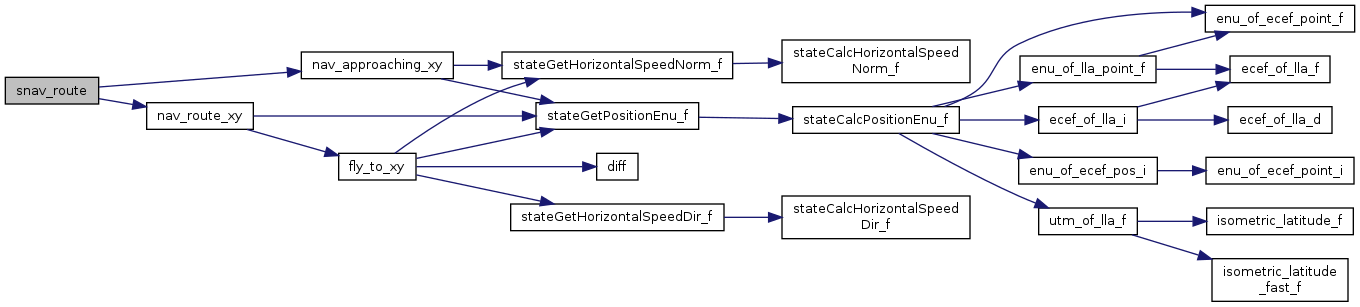 snav_route
nav_approaching_xy
nav_route_xy
fly_to_xy
stateGetHorizontalSpeedNorm_f
stateGetPositionEnu_f
diff
stateGetHorizontalSpeedDir_f
stateCalcHorizontalSpeed
Norm_f
stateCalcPositionEnu_f
stateCalcHorizontalSpeed
Dir_f
enu_of_lla_point_f
ecef_of_lla_i
enu_of_ecef_pos_i
utm_of_lla_f
enu_of_ecef_point_f
ecef_of_lla_f
ecef_of_lla_d
enu_of_ecef_point_i
isometric_latitude_f
isometric_latitude
_fast_f